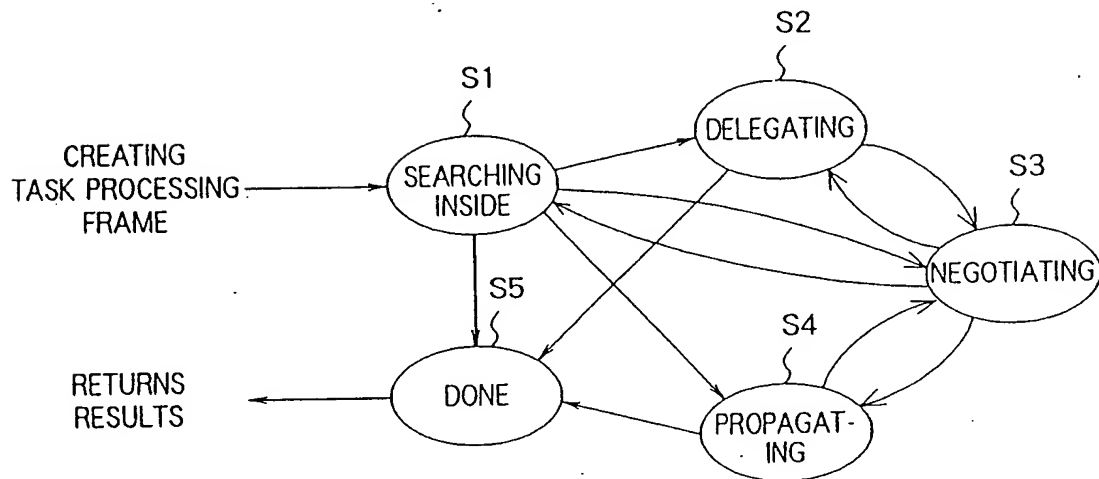 S2
S1
DELEGATING
CREATING
TASK PROCESSING
FRAME
SEARCHING
INSIDE
S3
NEGOTIATING
S5
S4
RETURNS
RESULTS
DONE
PROPAGAT-
ING